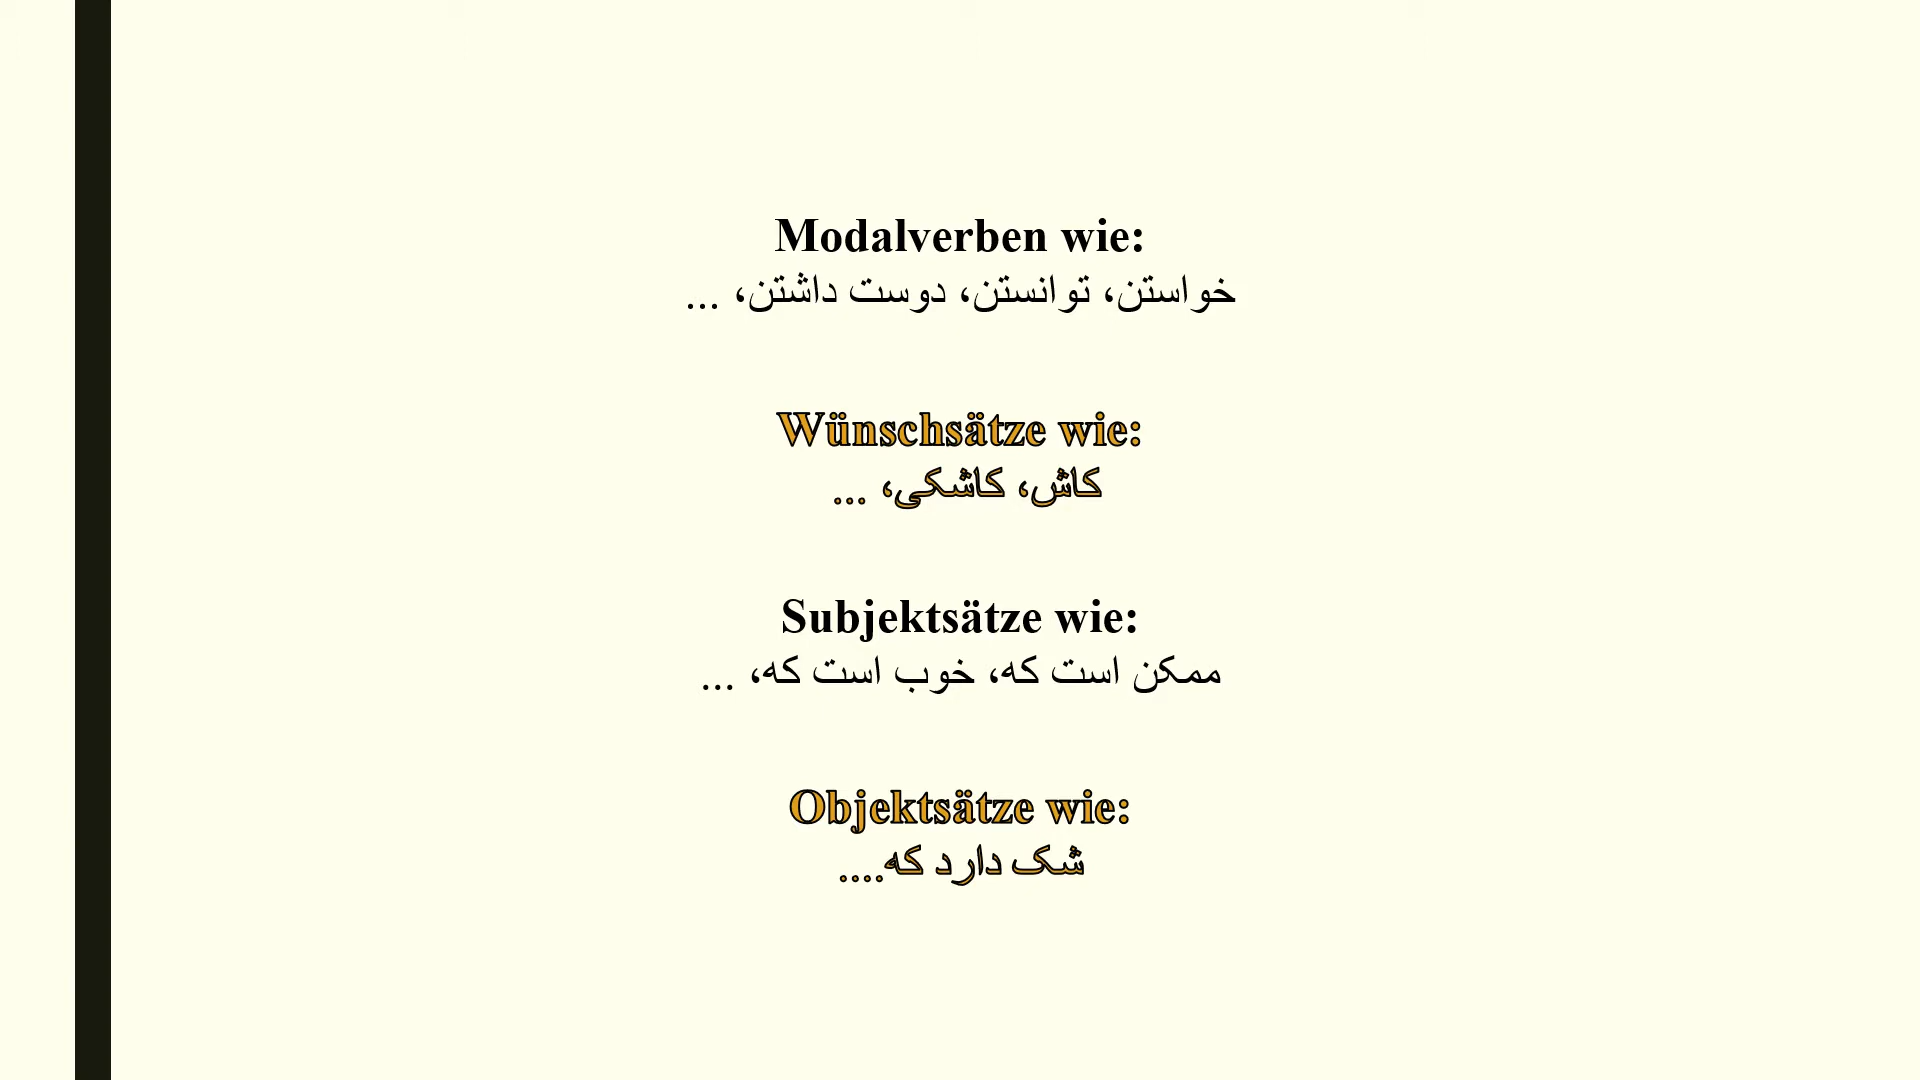 Modalverben wie:
خواستن، توانستن، دوست داشتن، ...
Wünschsätze wie:
کاش، کاشکی، ...
Subjektsätze wie:
ممکن است که، خوب است که، ...
Objektsätze wie:
شک دارد که....